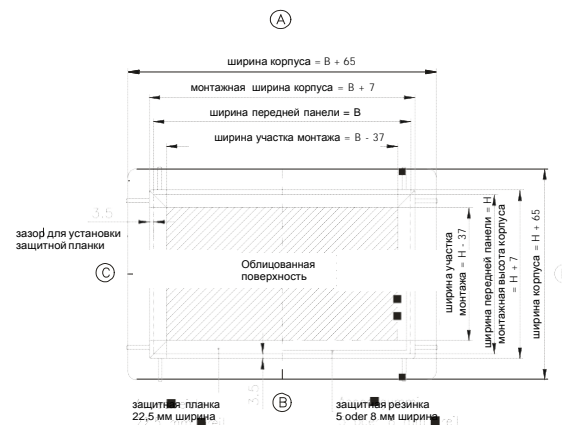 A
ширина корпуса = B + 65
монтажная ширина корпуса = B + 7
ширина передней панели = B
ширина участка монтажа = B - 37
3.5
зазор для установки
защитной планки
C
Облицованная
поверхность
ширина участка
монтажа = H - 37
ширина передней панели = H
монтажная высота корпуса
= H + 7
ширина корпуса = H + 65
3.5
B
защитная планка
22,5 мм ширина
защитная резинка
5 oder 8 мм ширина